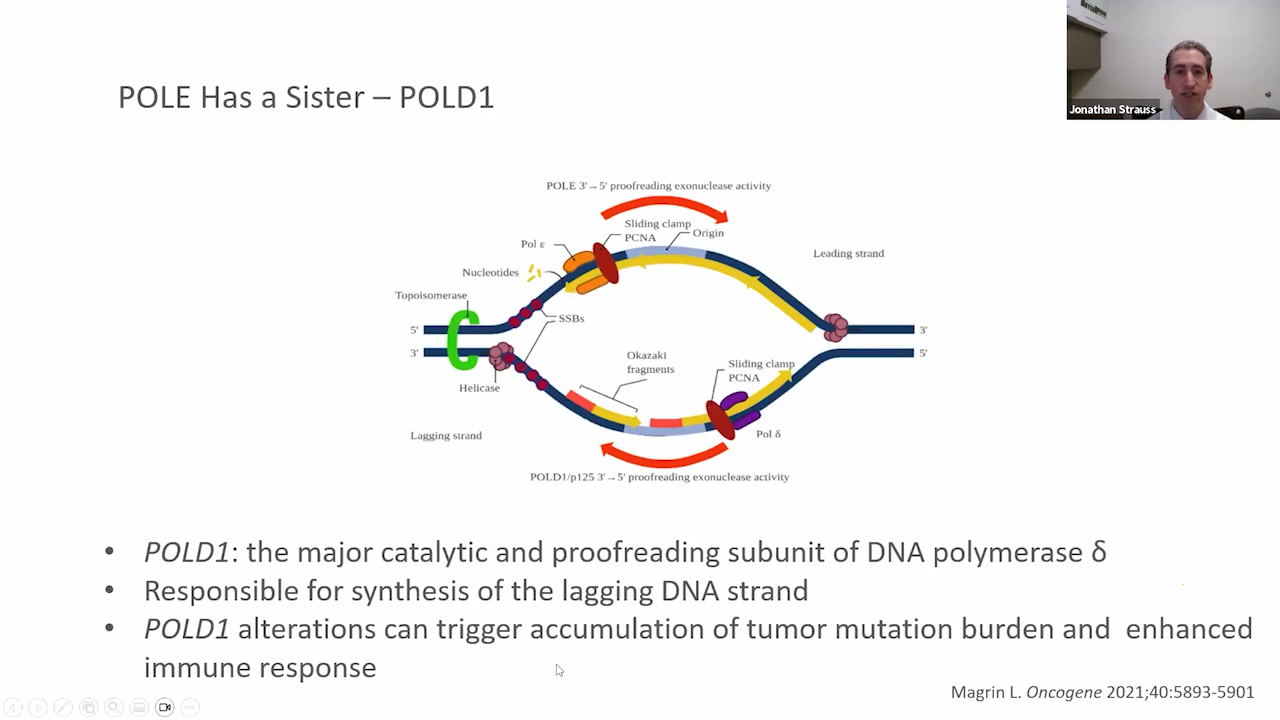 Jonathan Strauss
POLE Has a Sister – POLD1
POLE 3'→5' proofreading exonuclease activity
Sliding clamp
PCNA
Origin
Pol ε
Leading strand
Nucleotides
Topoisomerase
SSBs
5'
3'
3'
5'
Okazaki
fragments
Sliding clamp
PCNA
Helicase
Lagging strand
Pol δ
POLD1/p125 3'→5' proofreading exonuclease activity
• POLD1: the major catalytic and proofreading subunit of DNA polymerase δ
• Responsible for synthesis of the lagging DNA strand
• POLD1 alterations can trigger accumulation of tumor mutation burden and enhanced
immune response
Magrin L. Oncogene 2021;40:5893-5901